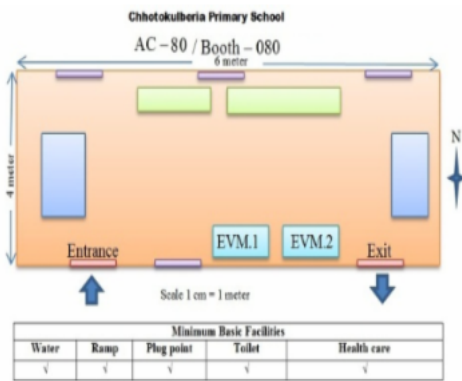 Chhotokulberia Primary School
AC - 80 / Booth - 080
6 meter
4 meter
N
EVM.1 EVM.2
Entrance Exit
Scale 1 cm = 1 meter
Minimum Basic Facilities
Water Ramp Plug point Toilet Health care
√ √ √ √ √